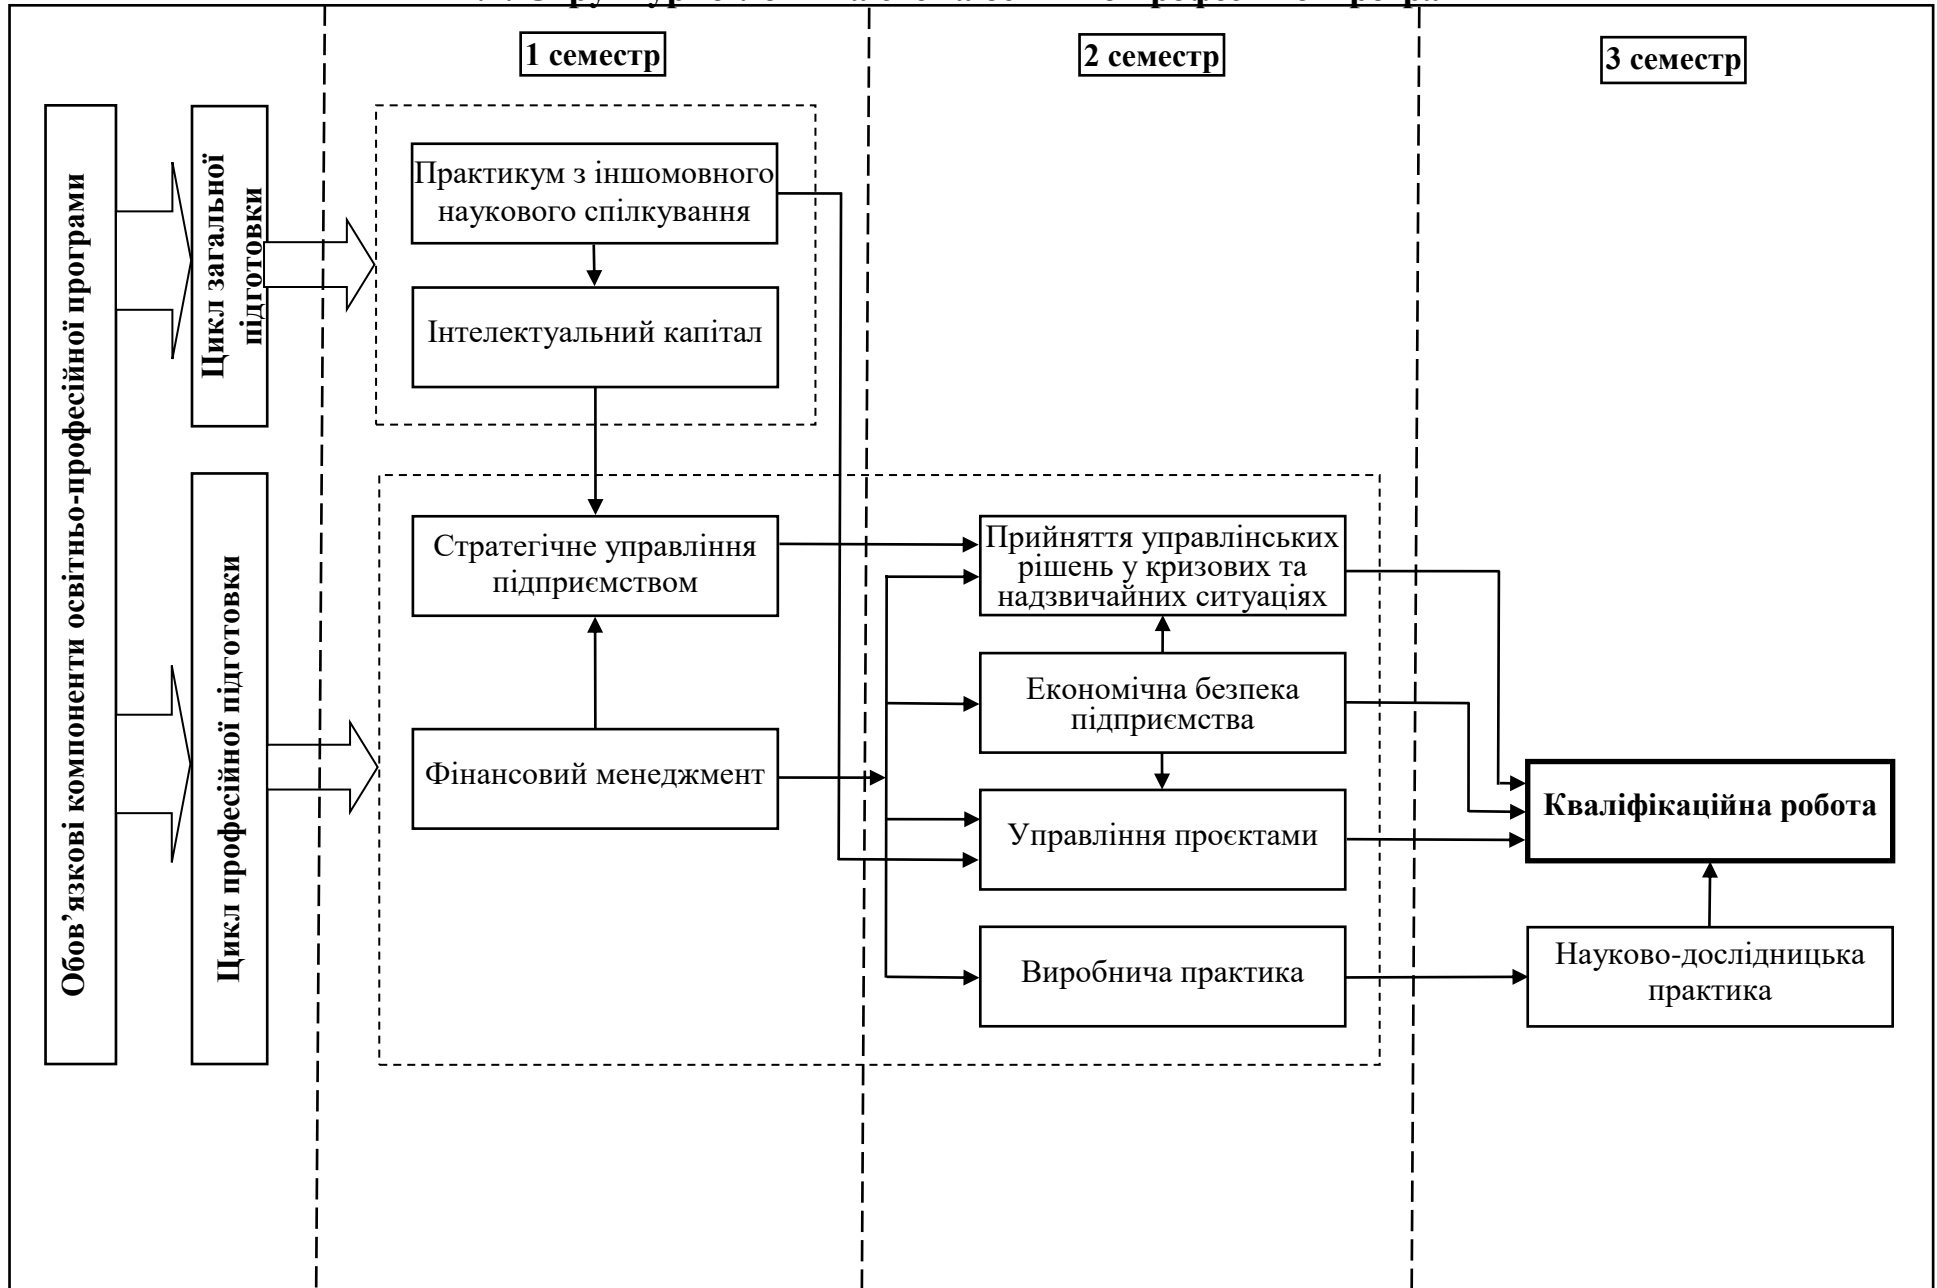 1 семестр
2 семестр
3 семестр
Обов’язкові компоненти освітньо-професійної програми
Цикл загальної
підготовки
Практикум з іншомовного
наукового спілкування
Інтелектуальний капітал
Цикл професійної підготовки
Стратегічне управління
підприємством
Фінансовий менеджмент
Прийняття управлінських
рішень у кризових та
надзвичайних ситуаціях
Економічна безпека
підприємства
Управління проєктами
Виробнича практика
Кваліфікаційна робота
Науково-дослідницька
практика